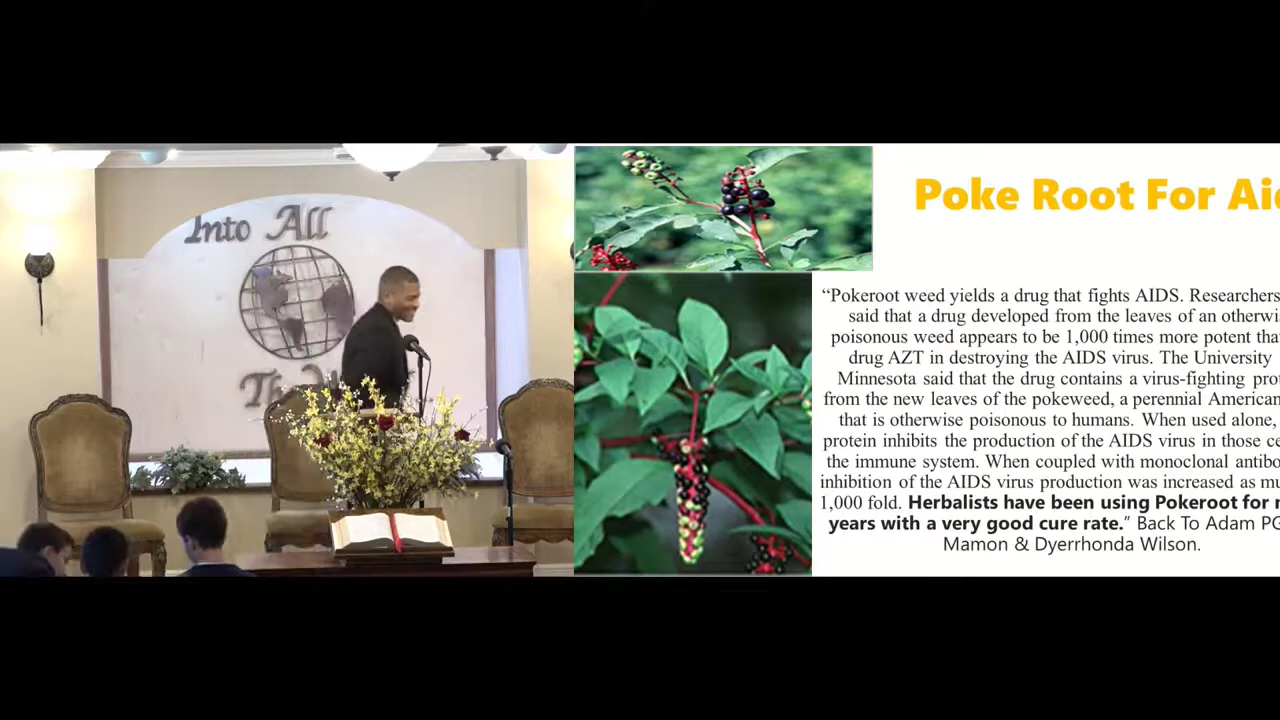 Into All
The W
Poke Root For Ai
“Pokeroot weed yields a drug that fights AIDS. Researchers
said that a drug developed from the leaves of an otherwi
poisonous weed appears to be 1,000 times more potent tha
drug AZT in destroying the AIDS virus. The University
Minnesota said that the drug contains a virus-fighting prot
from the new leaves of the pokeweed, a perennial American
that is otherwise poisonous to humans. When used alone,
protein inhibits the production of the AIDS virus in those ce
the immune system. When coupled with monoclonal antibo
inhibition of the AIDS virus production was increased as mu
1,000 fold. Herbalists have been using Pokeroot for
years with a very good cure rate.” Back To Adam PG
Mamon & Dyerrhonda Wilson.